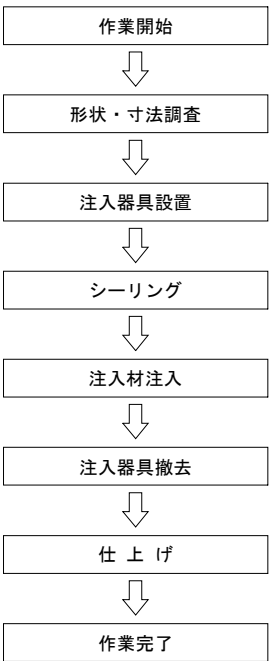 作業開始
形状・寸法調査
注入器具設置
シーリング
注入材注入
注入器具撤去
仕 上 げ
作業完了